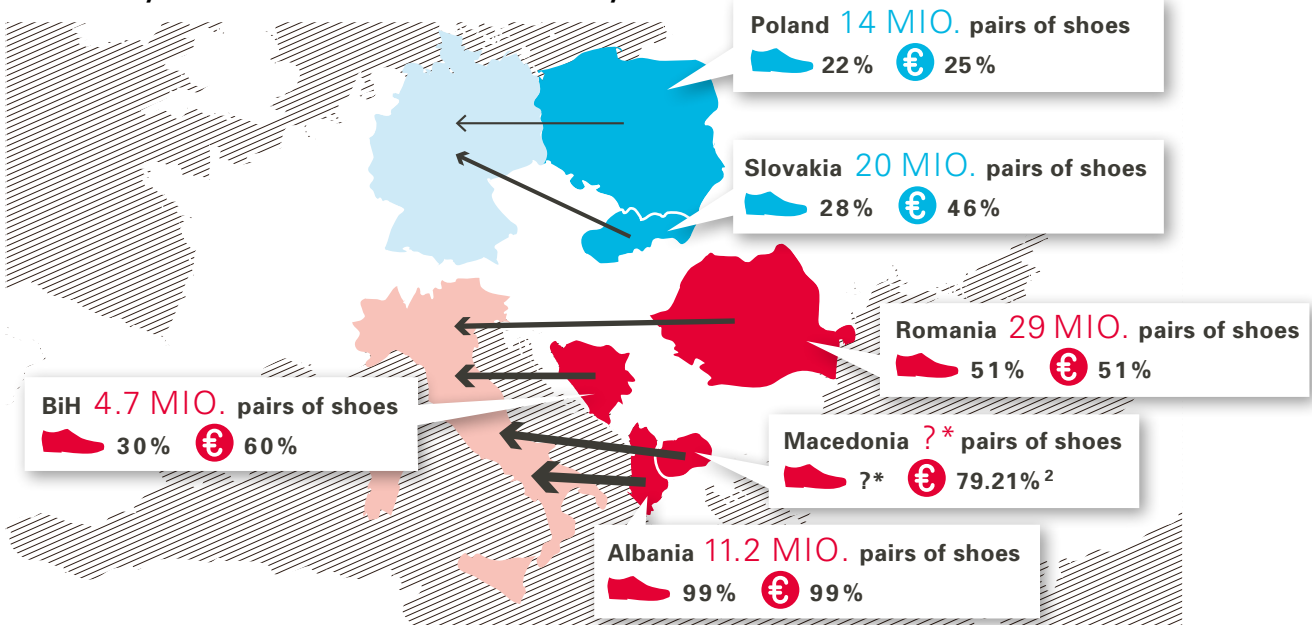 Poland 14 MIO. pairs of shoes
22% € 25%
Slovakia 20 MIO. pairs of shoes
28% € 46%
Romania 29 MIO. pairs of shoes
51% € 51%
BiH 4.7 MIO. pairs of shoes
30% € 60%
Macedonia ?* pairs of shoes
?* € 79.21%²
Albania 11.2 MIO. pairs of shoes
99% € 99%